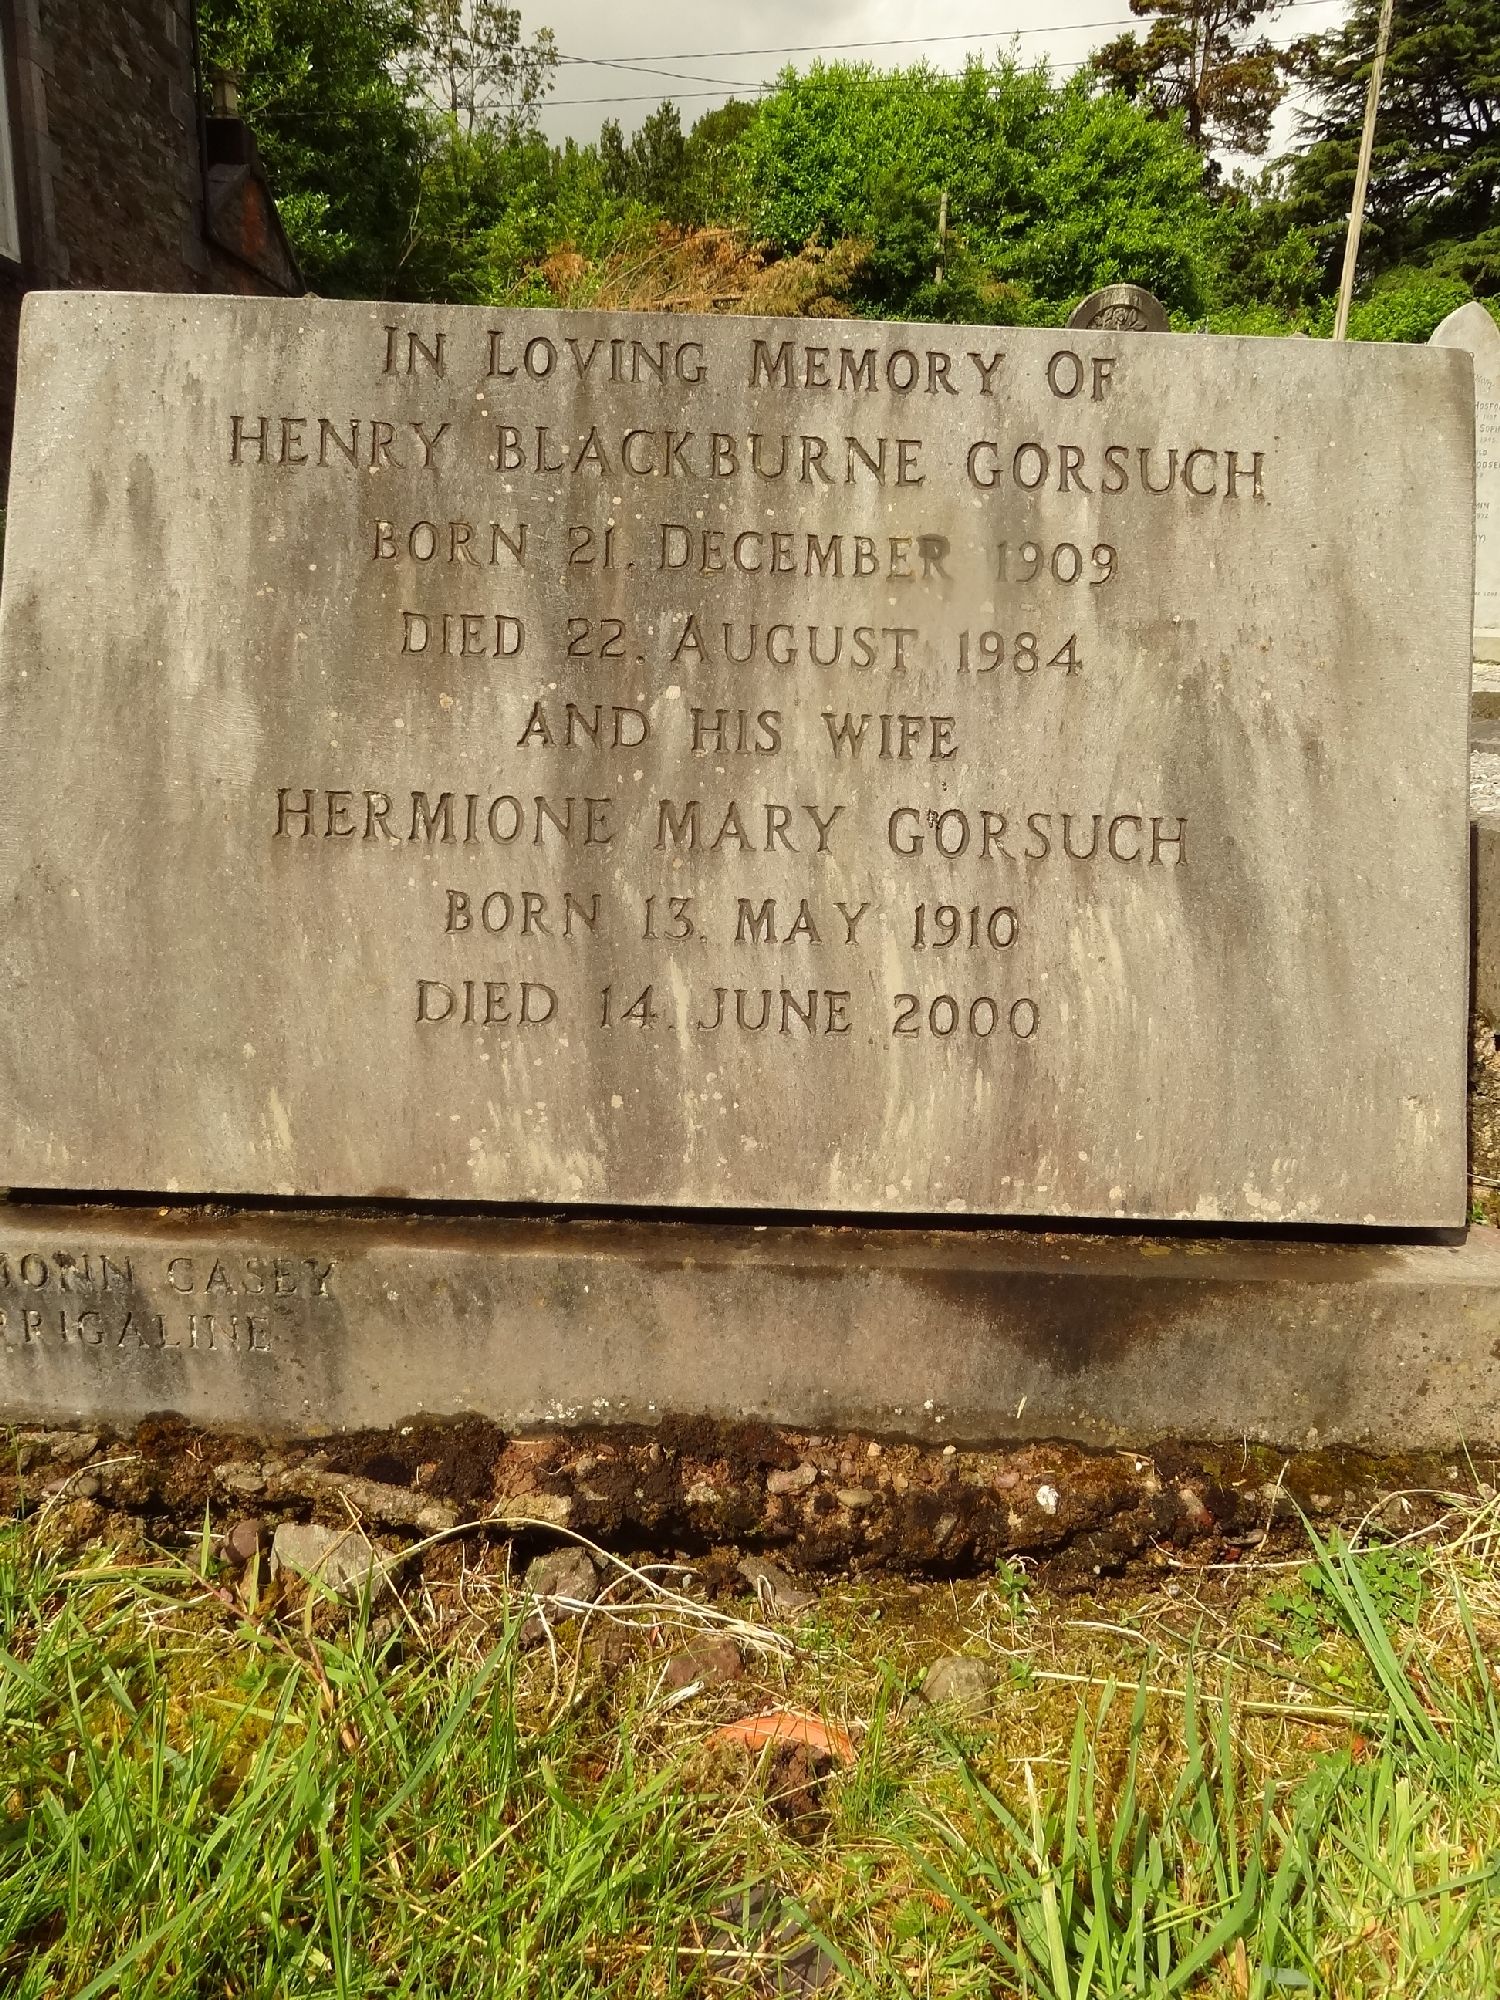 IN LOVING MEMORY OF
HENRY BLACKBURNE GORSUCH
BORN 21. DECEMBER 1909
DIED 22. AUGUST 1984
AND HIS WIFE
HERMIONE MARY GORSUCH
BORN 13. MAY 1910
DIED 14. JUNE 2000
CASEY
RRIGALINE